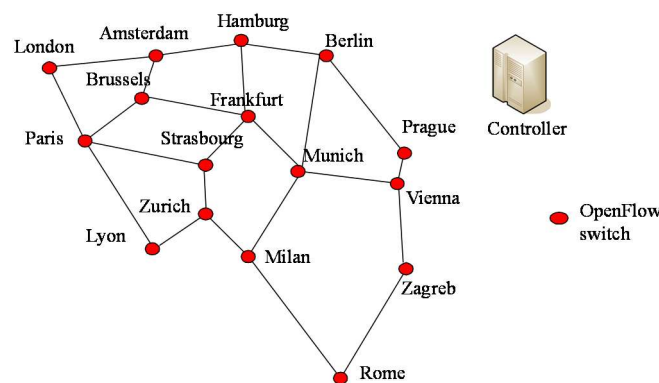 Hamburg
Amsterdam
London
Berlin
Brussels
Frankfurt
Controller
Paris
Strasbourg
Prague
Munich
Vienna
Zurich
OpenFlow
switch
Lyon
Milan
Zagreb
Rome